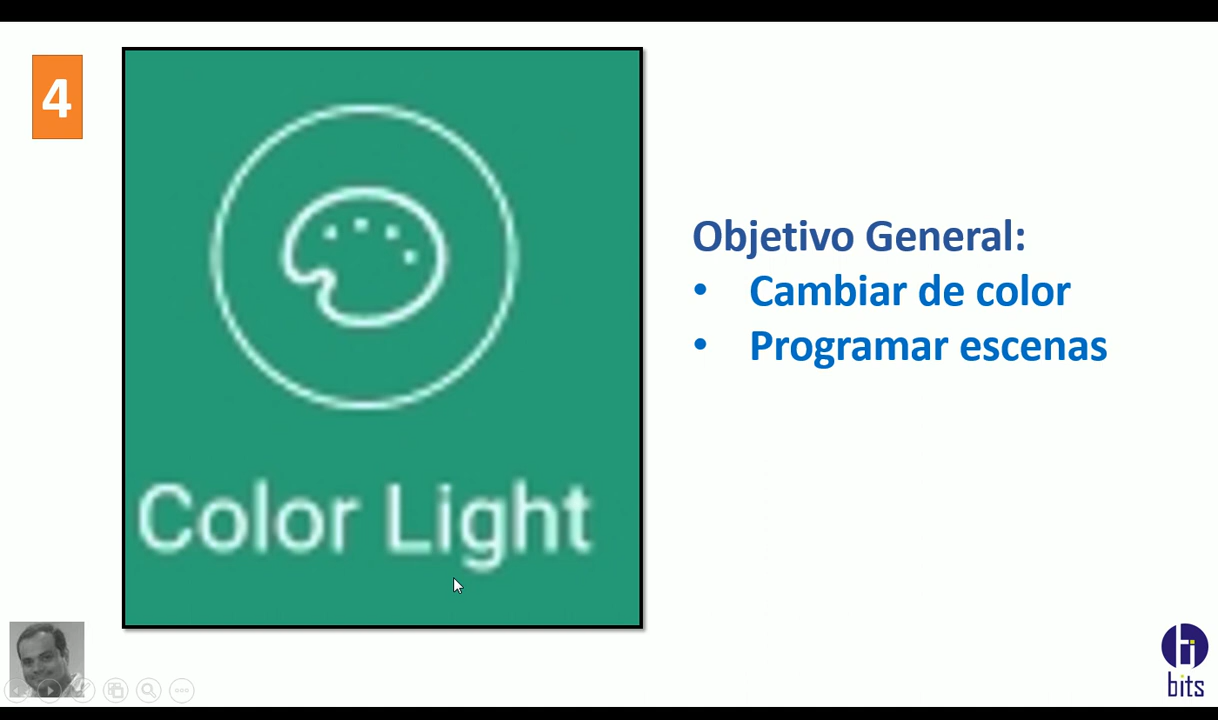 4
Color Light
Objetivo General:
• Cambiar de color
• Programar escenas
bits